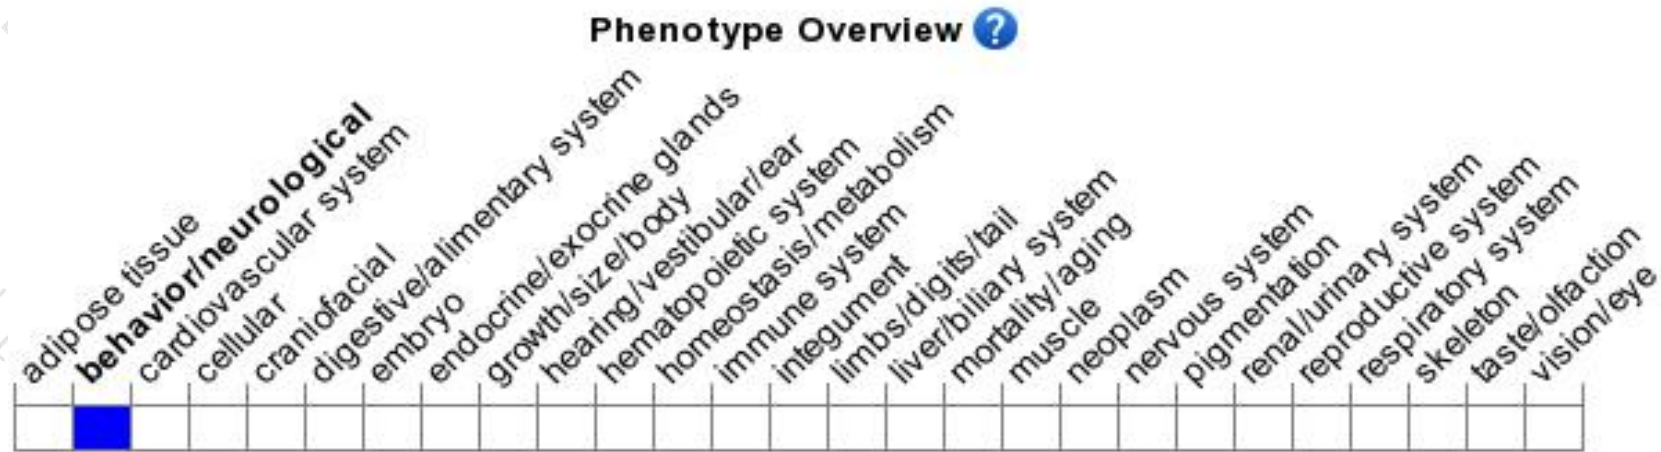 Phenotype Overview ?
adipose tissue
behavior/neurological
cardiovascular system
cellular
craniofacial
digestive/alimentary system
embryo
endocrine/exocrine glands
growth/size/body
hearing/vestibular/ear
hematopoietic system
homeostasis/metabolism
immune system
integument
limbs/digits/tail
liver/biliary system
mortality/aging
muscle
neoplasm
nervous system
pigmentation
renal/urinary system
reproductive system
respiratory system
skeleton
taste/olfaction
vision/eye